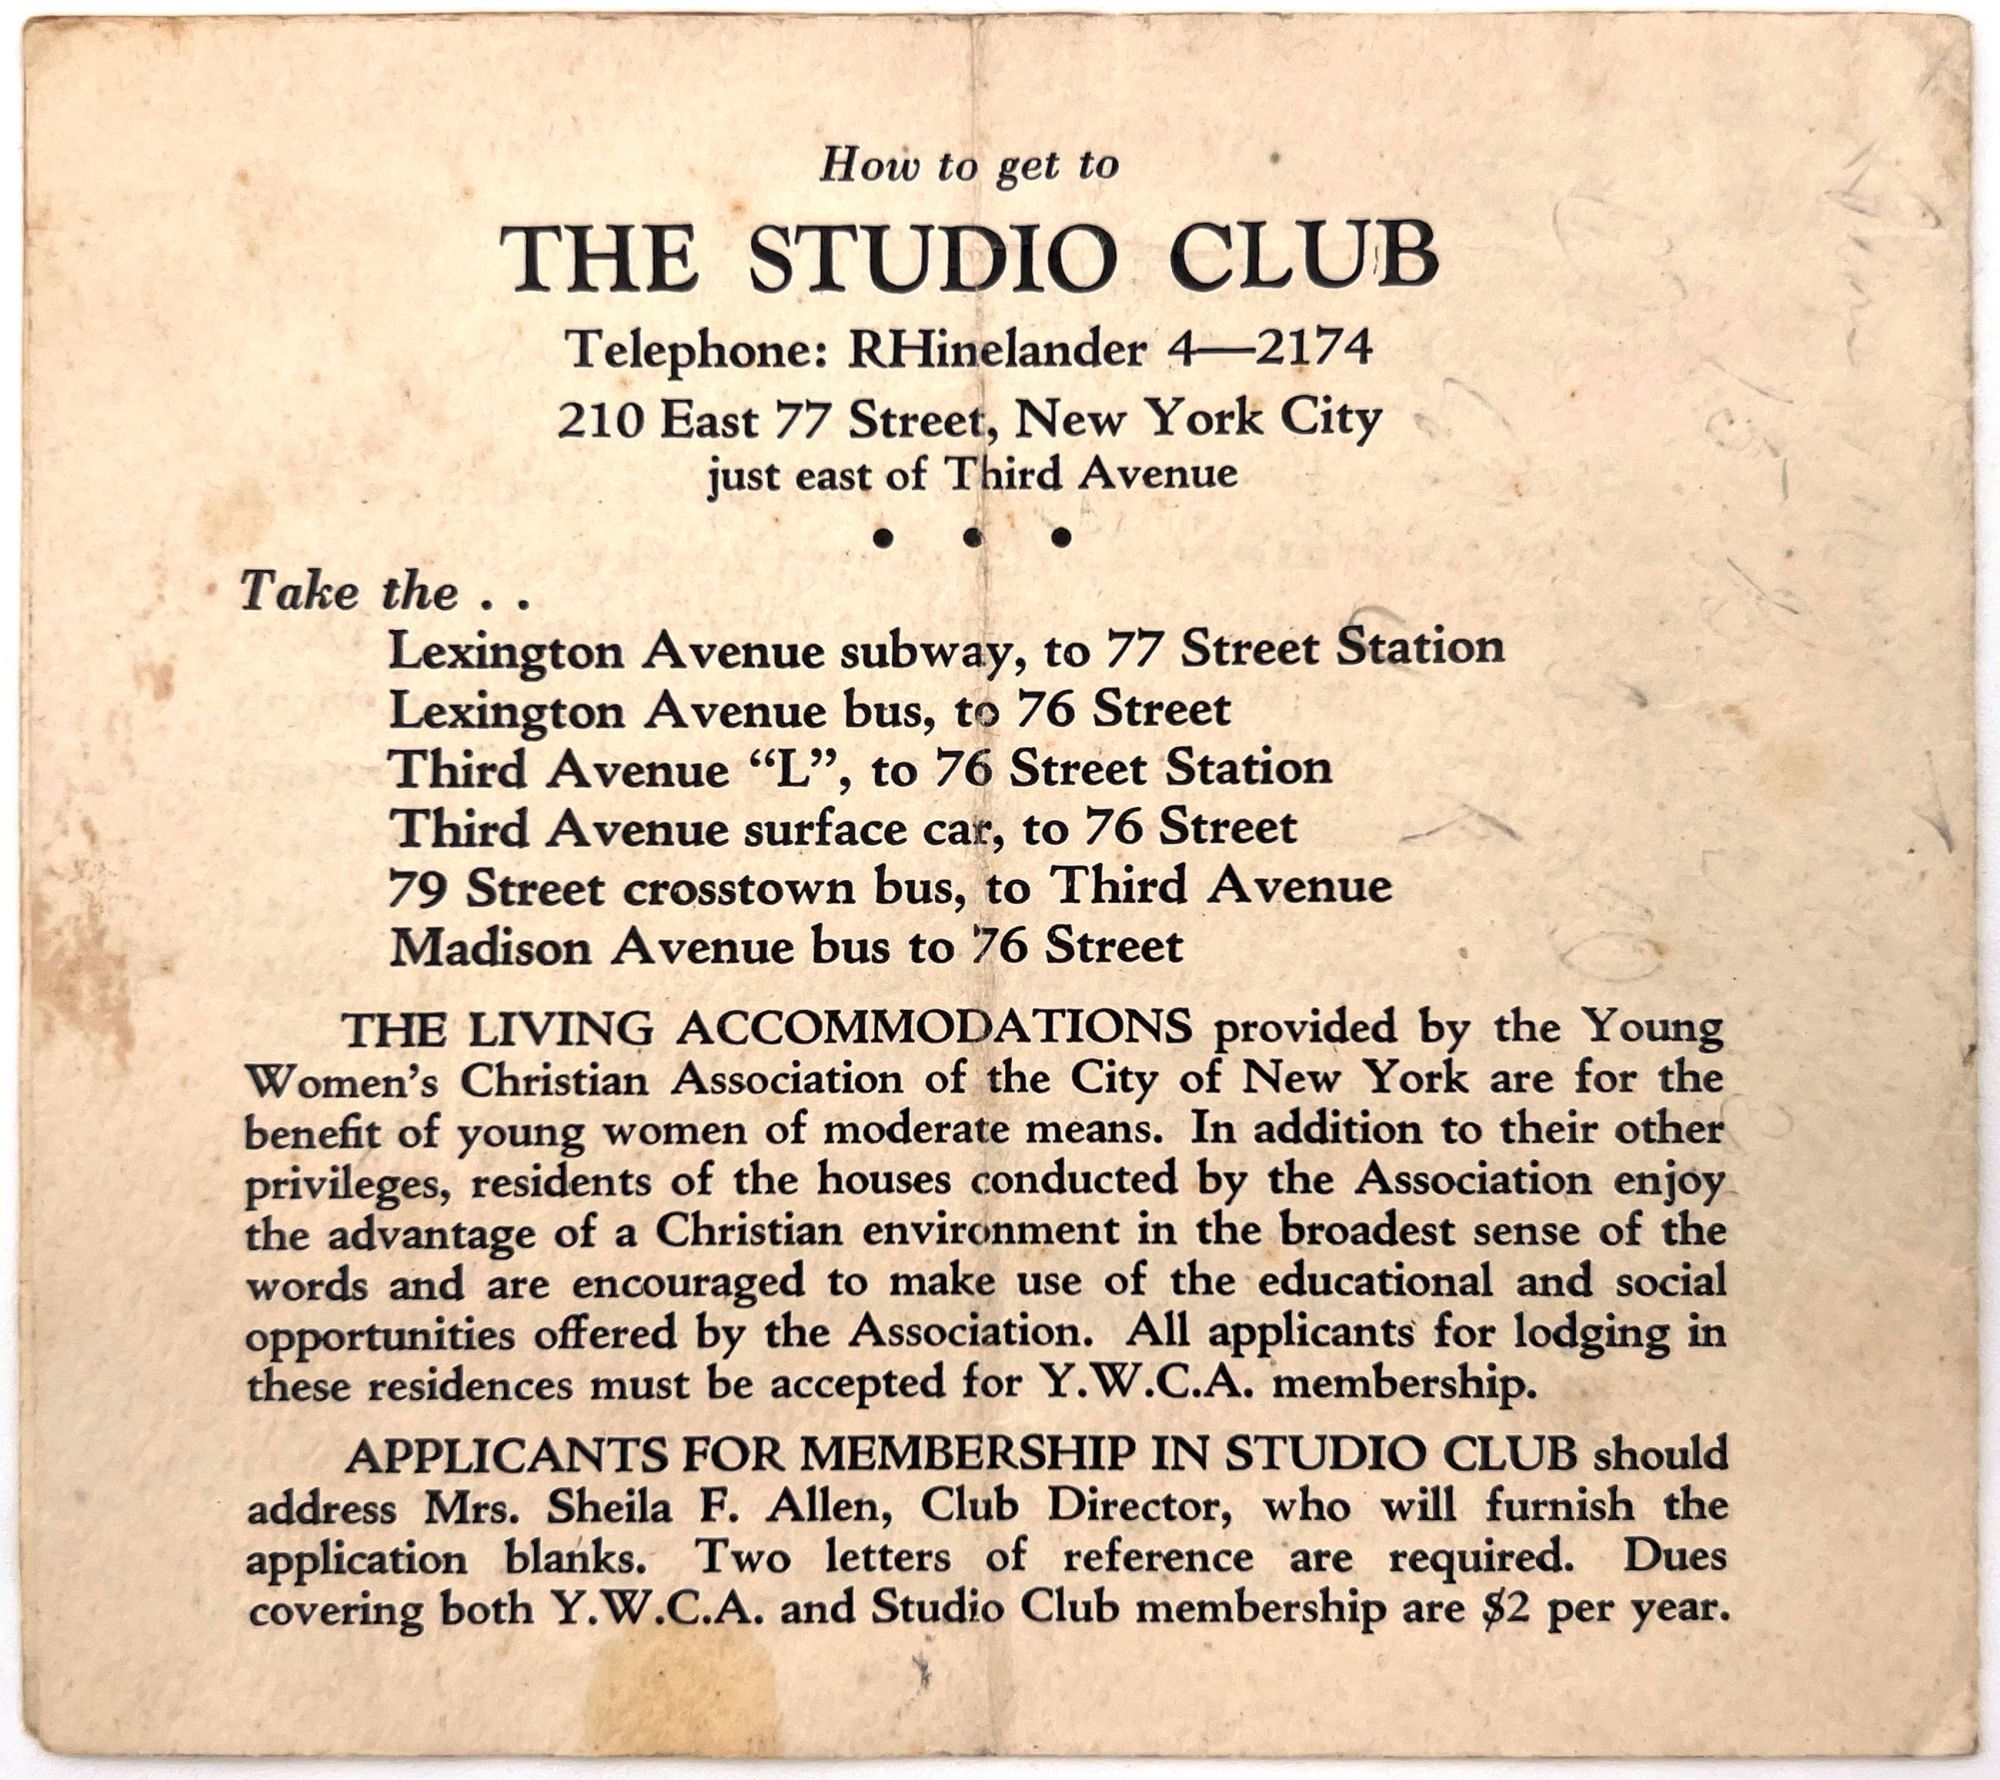 How to get to
THE STUDIO CLUB
Telephone: RHinelander 4—2174
210 East 77 Street, New York City
just east of Third Avenue
• • •
Take the . .
Lexington Avenue subway, to 77 Street Station
Lexington Avenue bus, to 76 Street
Third Avenue “L”, to 76 Street Station
Third Avenue surface car, to 76 Street
79 Street crosstown bus, to Third Avenue
Madison Avenue bus to 76 Street
THE LIVING ACCOMMODATIONS provided by the Young
Women’s Christian Association of the City of New York are for the
benefit of young women of moderate means. In addition to their other
privileges, residents of the houses conducted by the Association enjoy
the advantage of a Christian environment in the broadest sense of the
words and are encouraged to make use of the educational and social
opportunities offered by the Association. All applicants for lodging in
these residences must be accepted for Y.W.C.A. membership.
APPLICANTS FOR MEMBERSHIP IN STUDIO CLUB should
address Mrs. Sheila F. Allen, Club Director, who will furnish the
application blanks. Two letters of reference are required. Dues
covering both Y.W.C.A. and Studio Club membership are $2 per year.